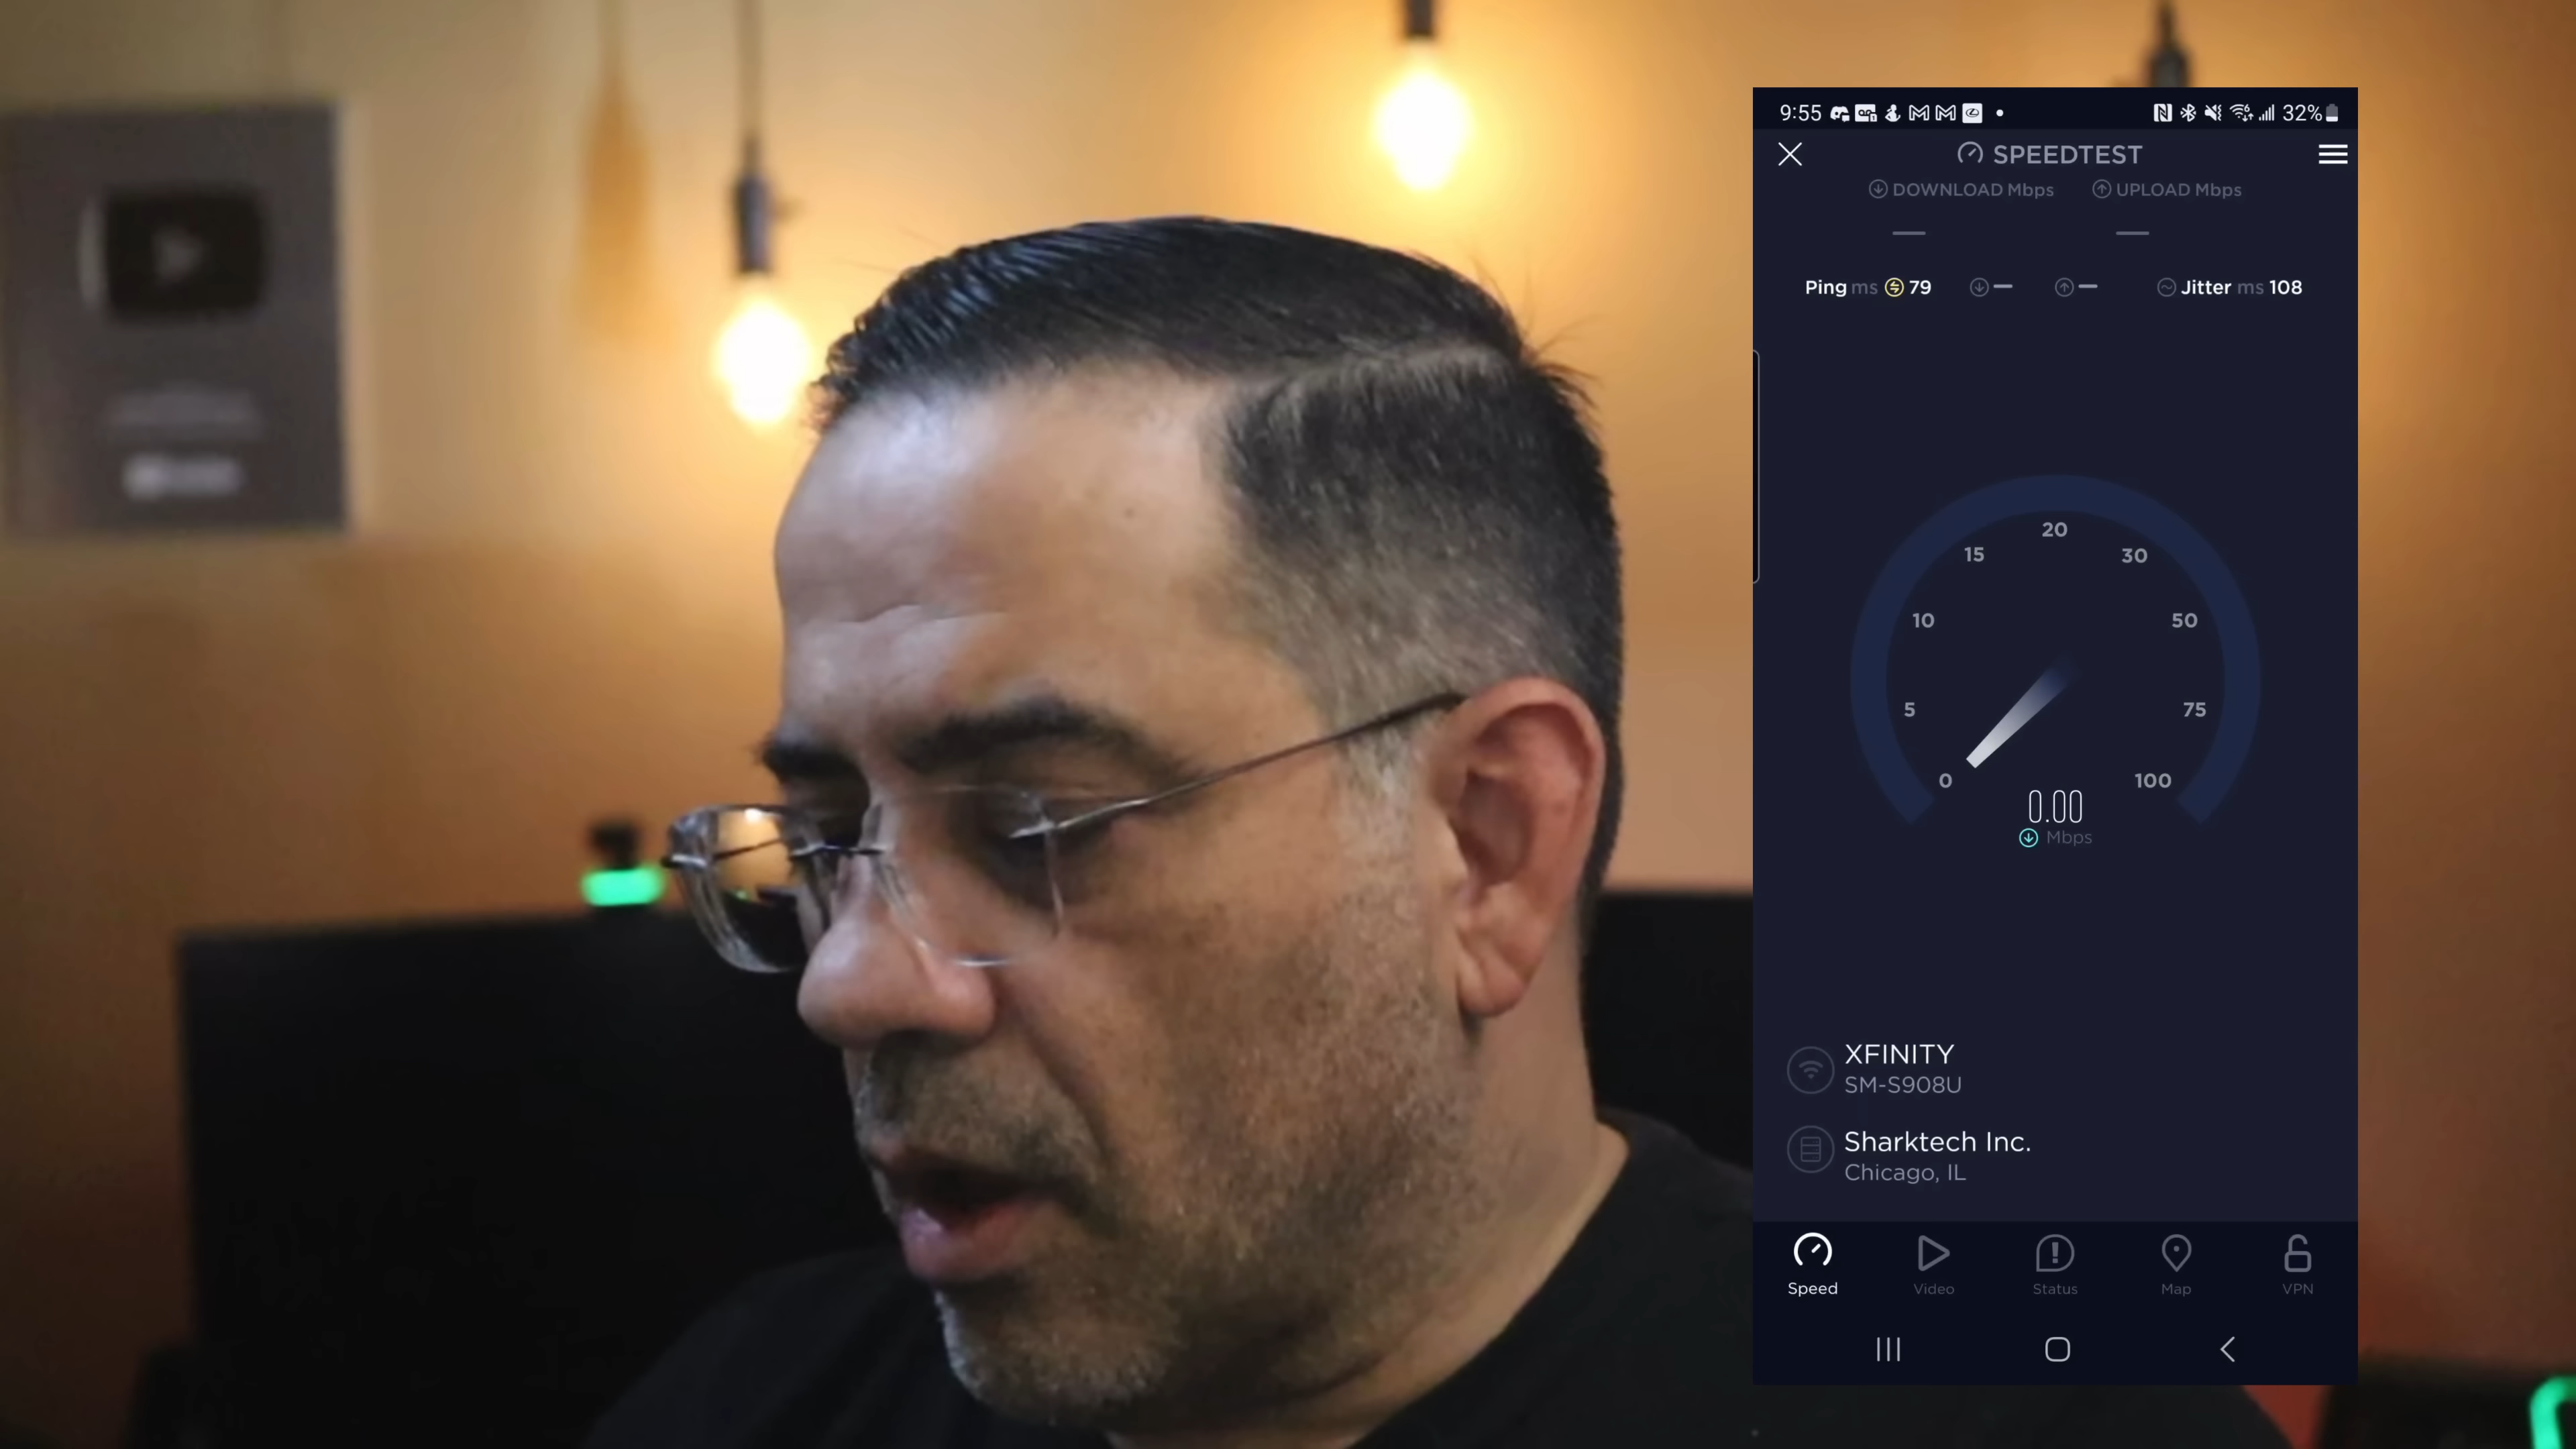 9:55 32%
SPEEDTEST
DOWNLOAD Mbps UPLOAD Mbps
Ping ms 79 Jitter ms 108
20
15 30
10 50
5 75
0 100
0.00
Mbps
XFINITY
SM-S908U
Sharktech Inc.
Chicago, IL
Speed Video Status Map VPN